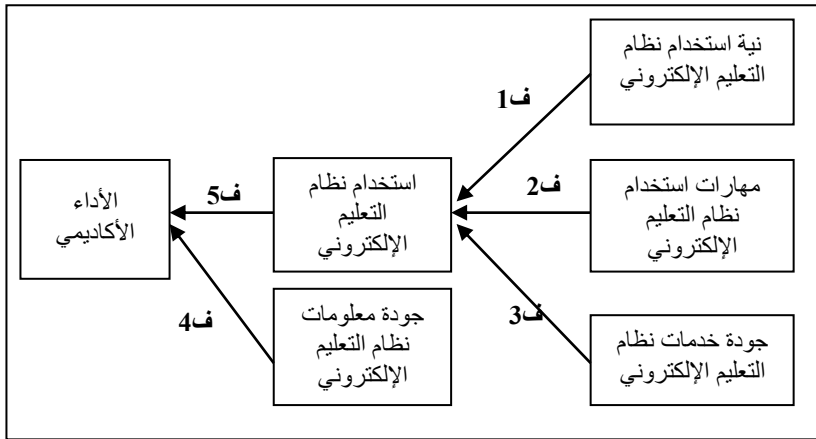 نية استخدام نظام
التعليم الإلكتروني
ف1
مهارات استخدام
نظام التعليم
الإلكتروني
ف2
جودة خدمات نظام
التعليم الإلكتروني
ف3
استخدام نظام
التعليم
الإلكتروني
ف5
جودة معلومات
نظام التعليم
الإلكتروني
ف4
الأداء
الأكاديمي